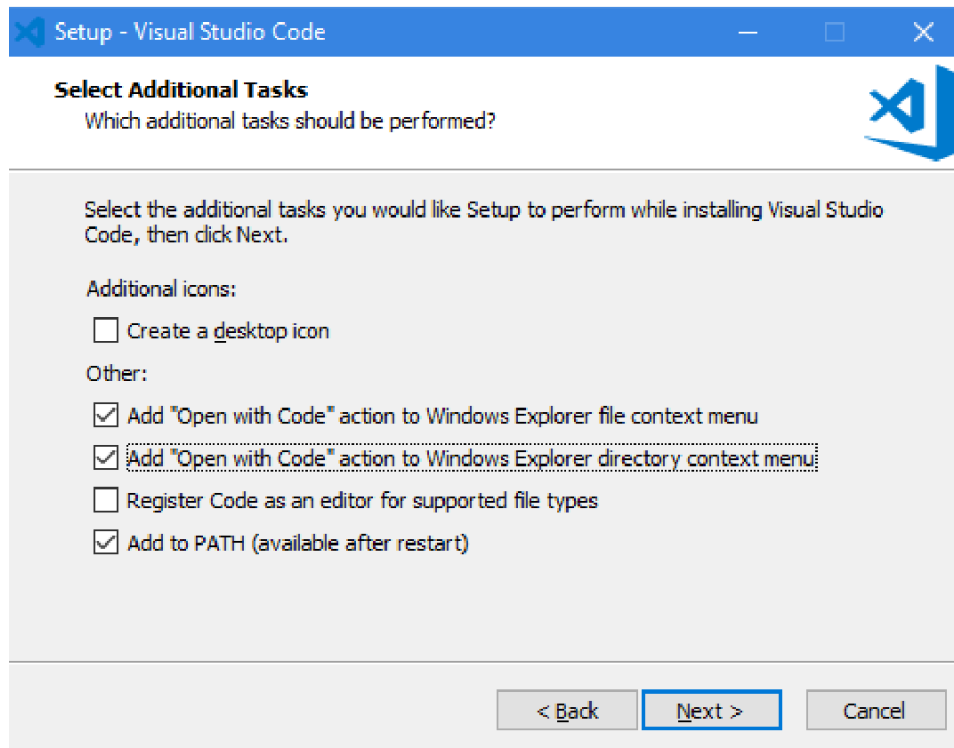 Setup - Visual Studio Code
Select Additional Tasks
Which additional tasks should be performed?
Select the additional tasks you would like Setup to perform while installing Visual Studio
Code, then click Next.
Additional icons:
Create a desktop icon
Other:
Add "Open with Code" action to Windows Explorer file context menu
Add "Open with Code" action to Windows Explorer directory context menu
Register Code as an editor for supported file types
Add to PATH (available after restart)
< Back Next > Cancel